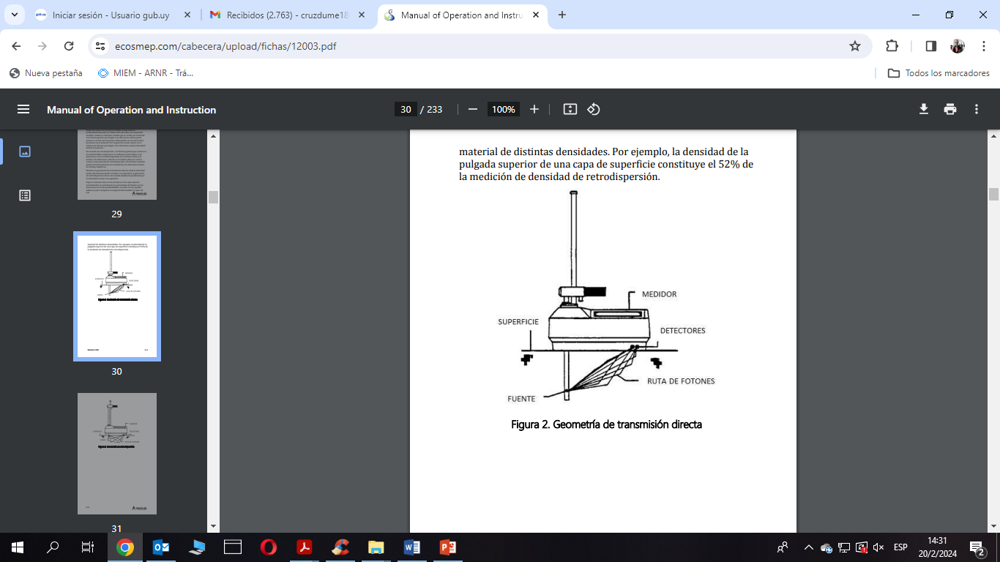 Iniciar sesión - Usuario gub.uy
Recibidos (2.763) - cruzdume18
Manual of Operation and Instru
ecosmep.com/cabecera/upload/fichas/12003.pdf
Nueva pestaña
MIEM - ARNR - Trá...
Todos los marcadores
Manual of Operation and Instruction
30 / 233
100%
29
30
31
material de distintas densidades. Por ejemplo, la densidad de la
pulgada superior de una capa de superficie constituye el 52% de
la medición de densidad de retrodispersión.
MEDIDOR
SUPERFICIE
DETECTORES
RUTA DE FOTONES
FUENTE
Figura 2. Geometría de transmisión directa
ESP
14:31
20/2/2024
2